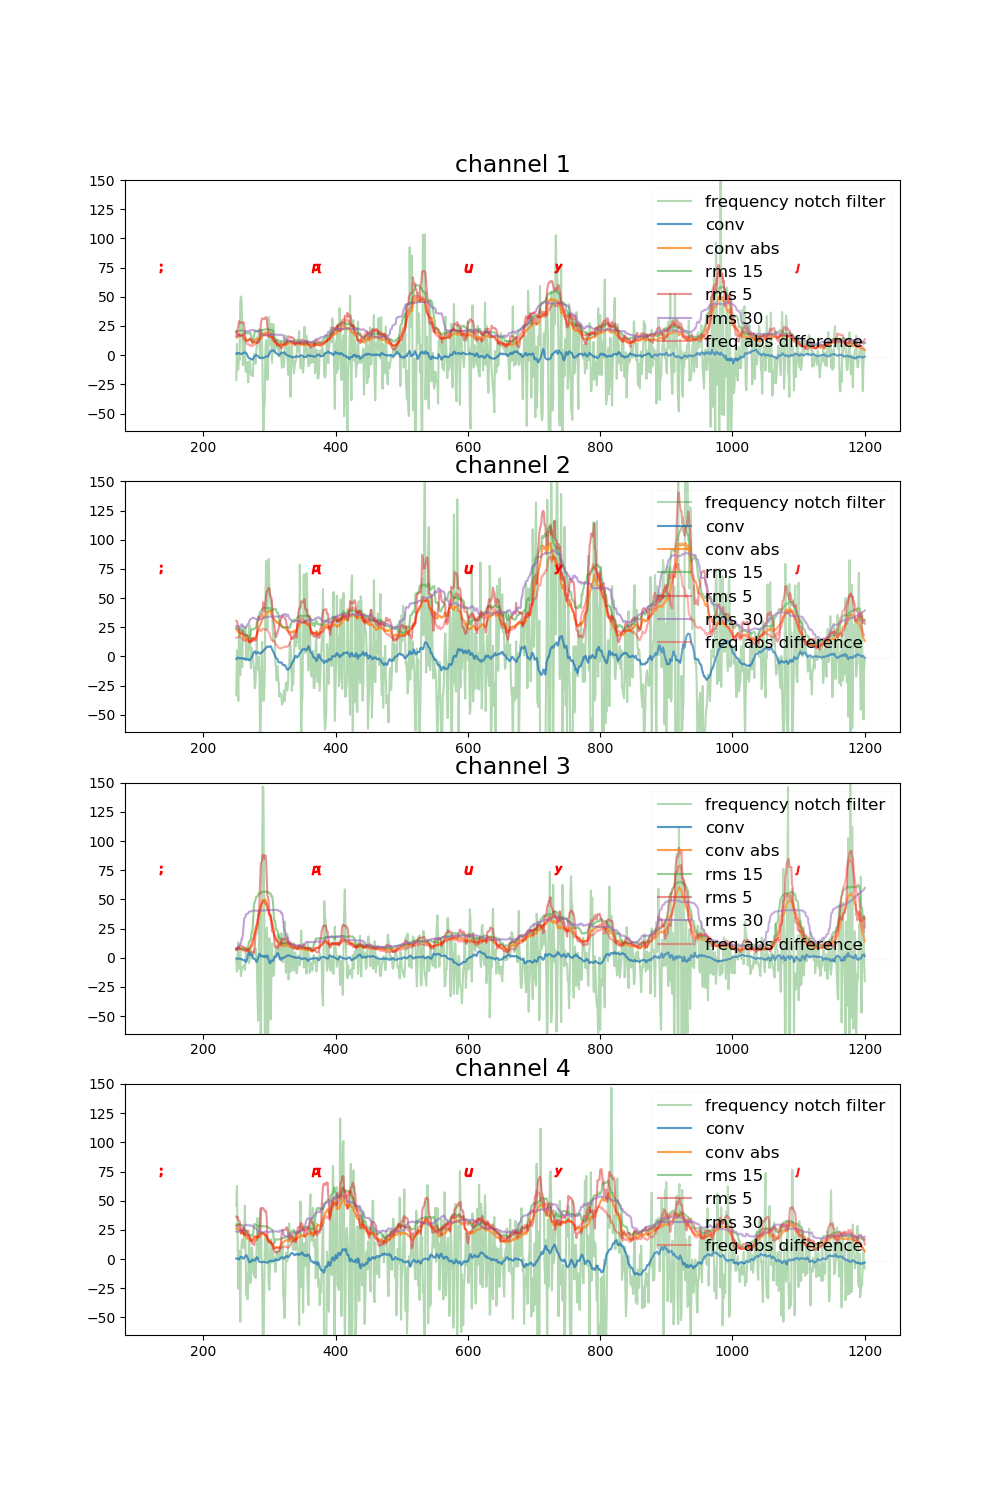 channel 1
150
125
100
75
50
25
0
−25
−50
; u y J
frequency notch filter
conv
conv abs
rms 15
rms 5
rms 30
freq abs difference
200 400 600 800 1000 1200
channel 2
150
125
100
75
50
25
0
−25
−50
; u y J
frequency notch filter
conv
conv abs
rms 15
rms 5
rms 30
freq abs difference
200 400 600 800 1000 1200
channel 3
150
125
100
75
50
25
0
−25
−50
; u y J
frequency notch filter
conv
conv abs
rms 15
rms 5
rms 30
freq abs difference
200 400 600 800 1000 1200
channel 4
150
125
100
75
50
25
0
−25
−50
; u y J
frequency notch filter
conv
conv abs
rms 15
rms 5
rms 30
freq abs difference
200 400 600 800 1000 1200